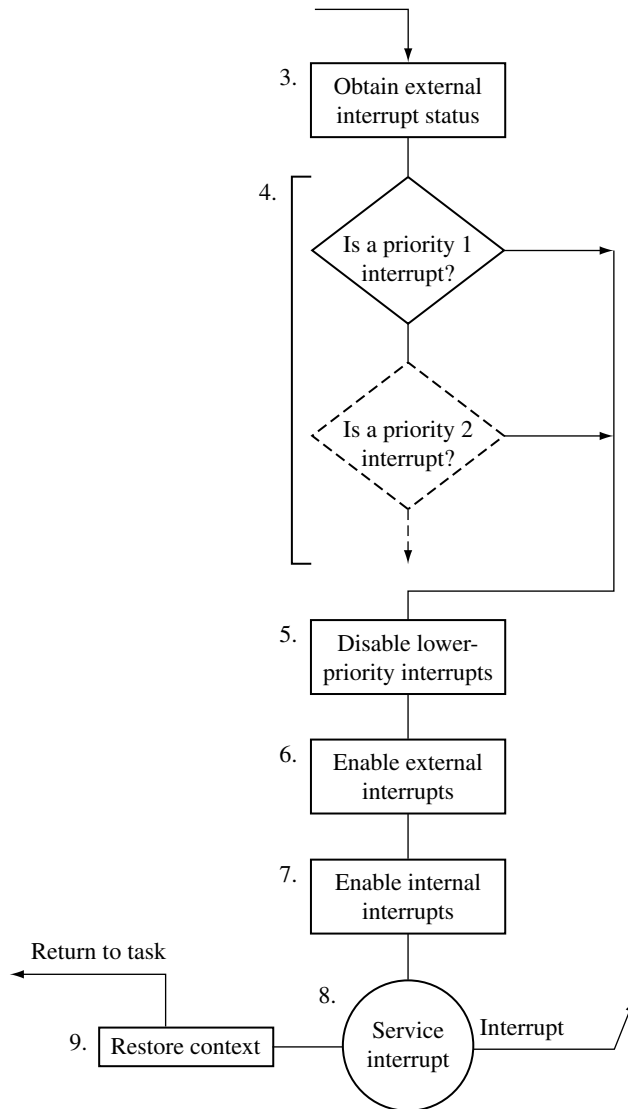 3.
Obtain external
interrupt status
4.
Is a priority 1
interrupt?
Is a priority 2
interrupt?
5.
Disable lower-
priority interrupts
6.
Enable external
interrupts
7.
Enable internal
interrupts
Return to task
8.
Service
interrupt
Interrupt
9.
Restore context